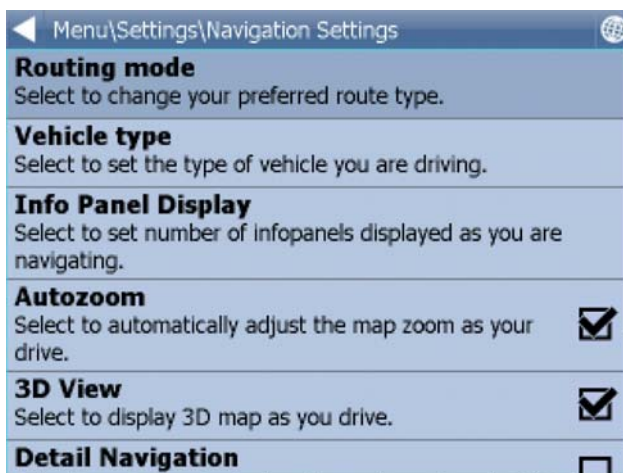 Menu\Settings\Navigation Settings
Routing mode
Select to change your preferred route type.
Vehicle type
Select to set the type of vehicle you are driving.
Info Panel Display
Select to set number of infopanels displayed as you are
navigating.
Autozoom
Select to automatically adjust the map zoom as your
drive.
3D View
Select to display 3D map as you drive.
Detail Navigation